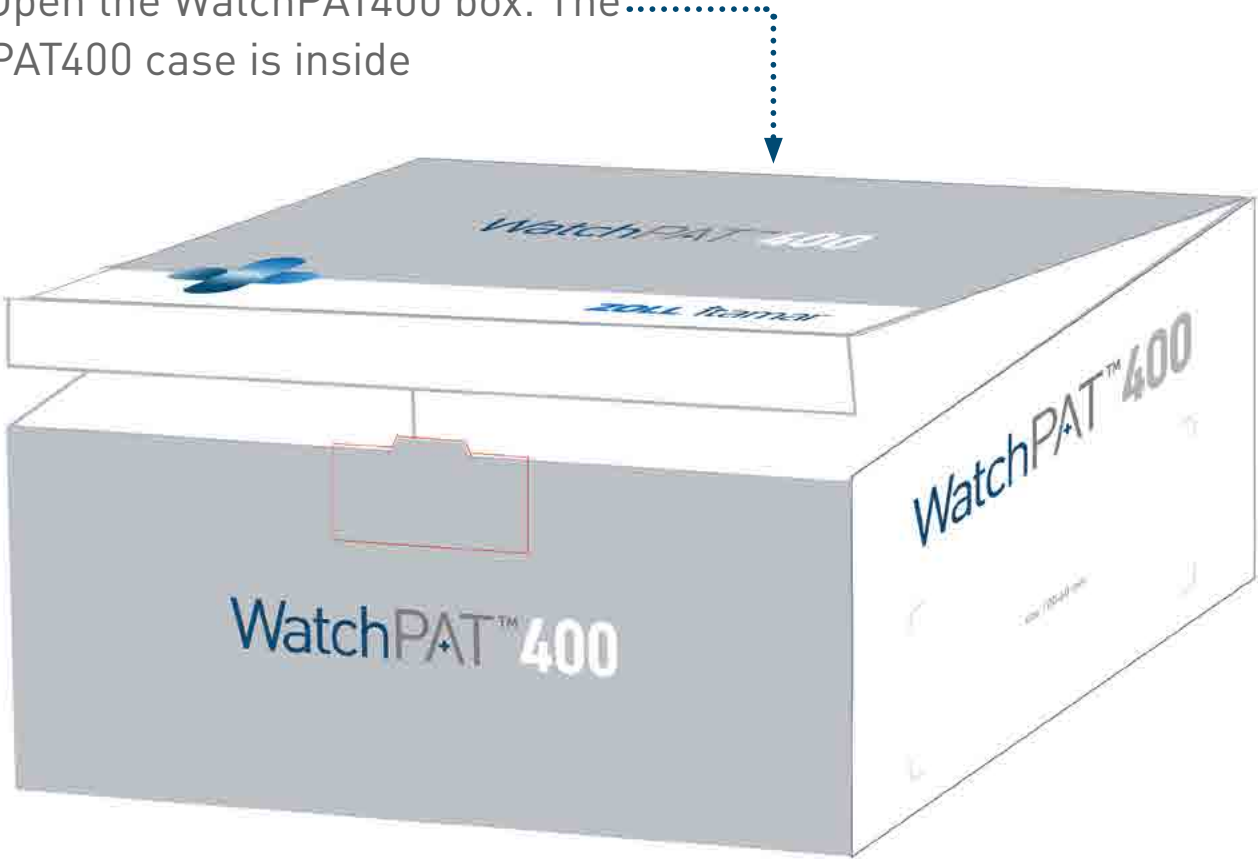 Open the WatchPAT400 box. The
PAT400 case is inside
WatchPAT™400
ZOLL Itamar
WatchPAT™400
WatchPAT™400